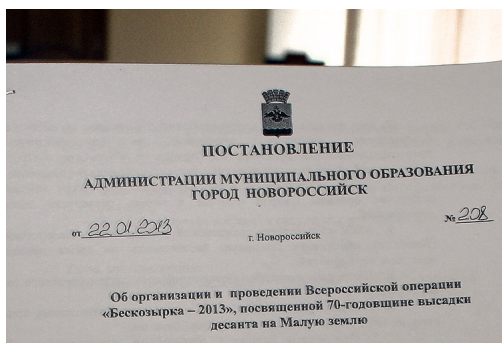 ПОСТАНОВЛЕНИЕ
АДМИНИСТРАЦИИ МУНИЦИПАЛЬНОГО ОБРАЗОВАНИЯ
ГОРОД НОВОРОССИЙСК
от 22.01.2013 № 208
г. Новороссийск
Об организации и проведении Всероссийской операции
«Бескозырка – 2013», посвященной 70-годовщине высадки
десанта на Малую землю